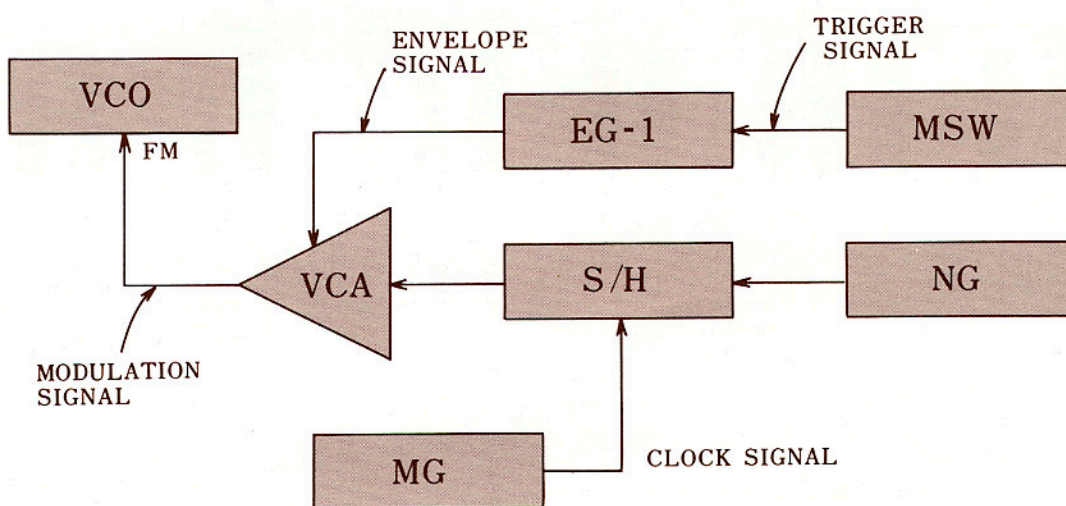 ENVELOPE
SIGNAL
TRIGGER
SIGNAL
VCO
EG-1
MSW
FM
VCA
S/H
NG
MODULATION
SIGNAL
MG
CLOCK SIGNAL